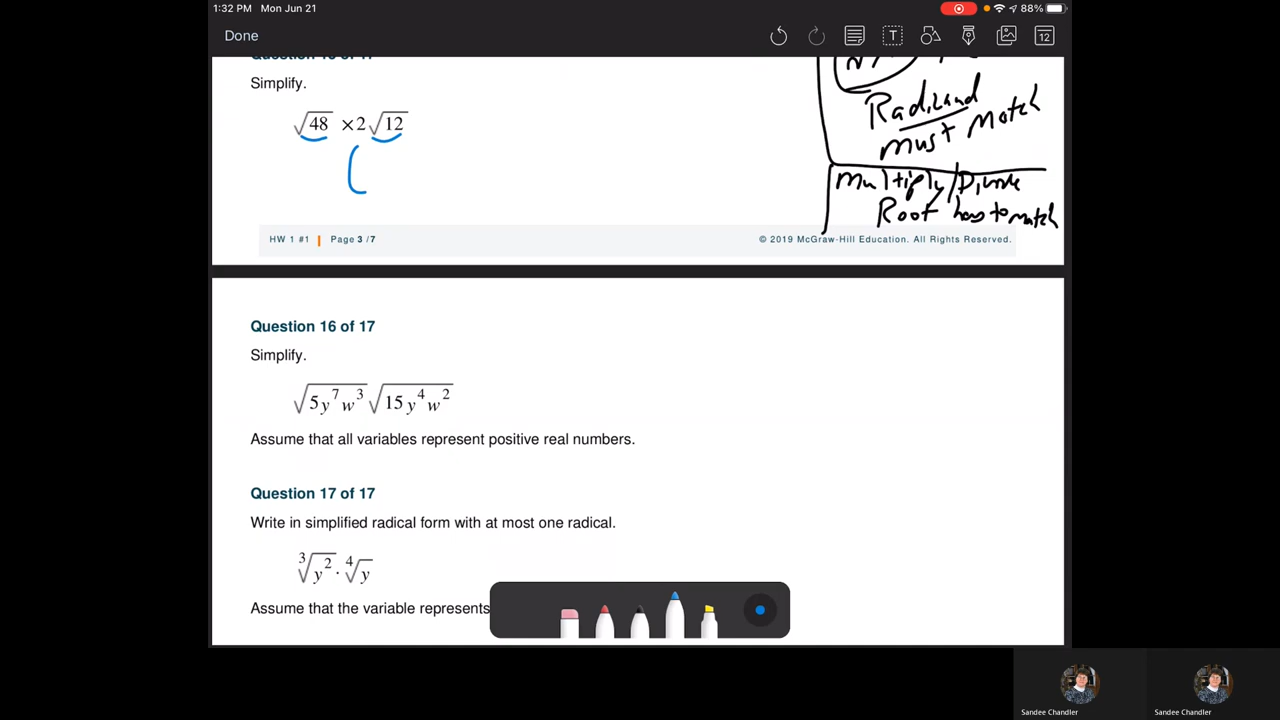 1:32 PM Mon Jun 21
88%
Done
12
Simplify.
√48 ×2√12
Radicand
must match
Multiply/Divide
Root has to match
HW 1 #1 | Page 3 /7
© 2019 McGraw-Hill Education. All Rights Reserved.
Question 16 of 17
Simplify.
√5y⁷w³ √15y⁴w²
Assume that all variables represent positive real numbers.
Question 17 of 17
Write in simplified radical form with at most one radical.
∛y² · ∜y
Assume that the variable represents
Sandee Chandler
Sandee Chandler